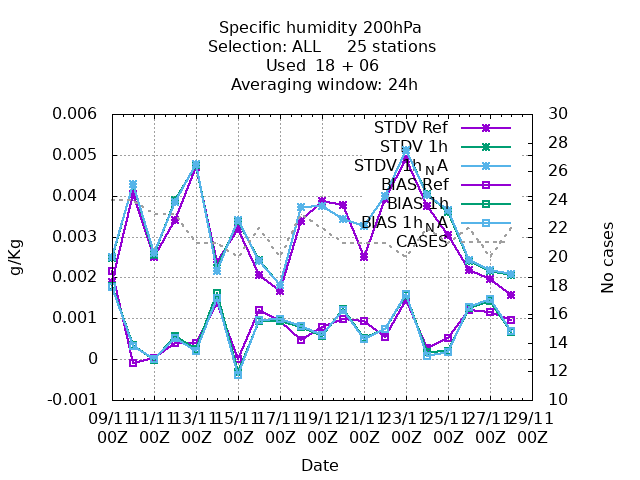 Specific humidity 200hPa
Selection: ALL 25 stations
Used 18 + 06
Averaging window: 24h
0.006
0.005
0.004
0.003
0.002
0.001
0
-0.001
g/Kg
30
28
26
24
22
20
18
16
14
12
10
No cases
STDV Ref
STDV 1h
STDV 1h_NA
BIAS Ref
BIAS 1h
BIAS 1h_NA
CASES
09/11 11/11 13/11 15/11 17/11 19/11 21/11 23/11 25/11 27/11 29/11
00Z 00Z 00Z 00Z 00Z 00Z 00Z 00Z 00Z 00Z 00Z
Date